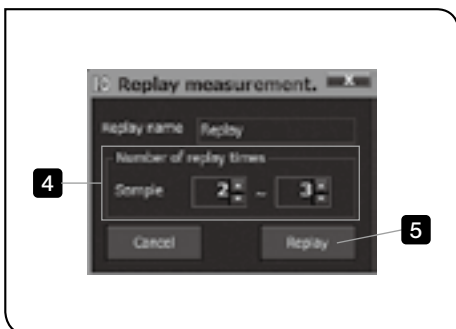 Replay measurement.
Replay name Replay
Number of replay times
4
Sample 2 ~ 3
5
Cancel Replay